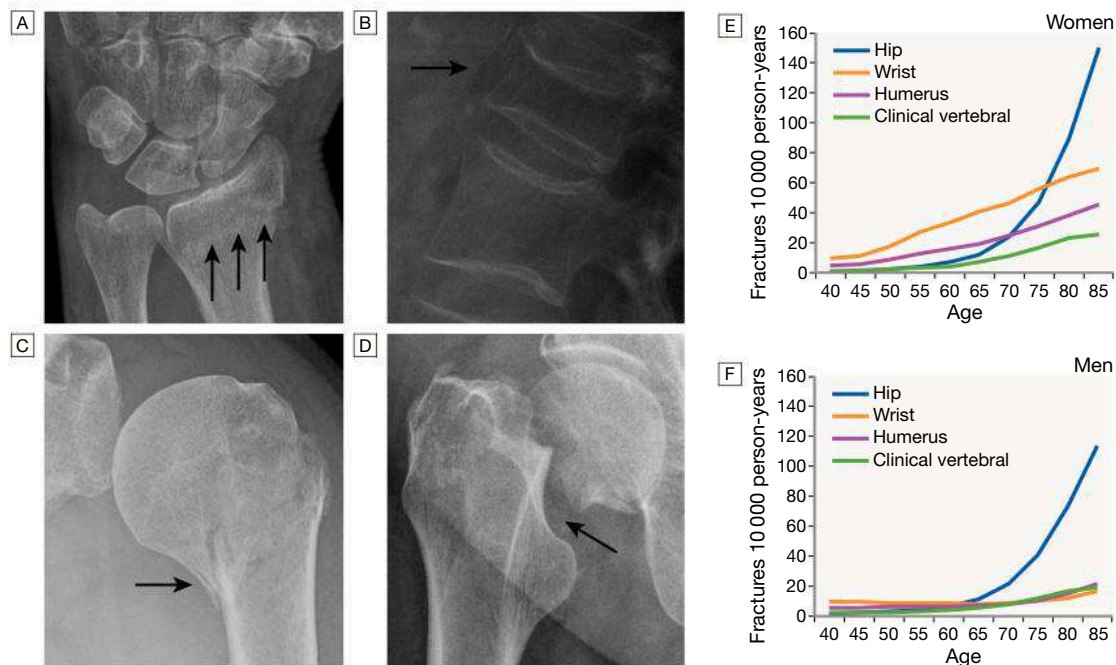 A
B
C
D
E
Women
Fractures 10 000 person-years
160
140
120
100
80
60
40
20
0
Hip
Wrist
Humerus
Clinical vertebral
40 45 50 55 60 65 70 75 80 85
Age
F
Men
Fractures 10 000 person-years
160
140
120
100
80
60
40
20
0
Hip
Wrist
Humerus
Clinical vertebral
40 45 50 55 60 65 70 75 80 85
Age